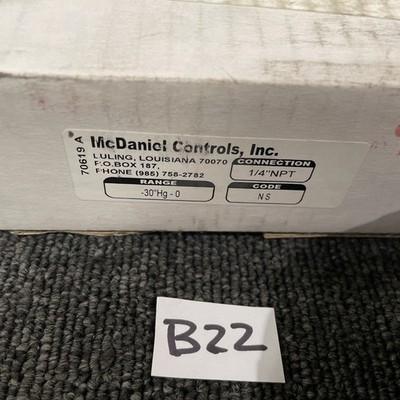 70619 A
McDaniel Controls, Inc.
LULING, LOUISIANA 70070
P.O.BOX 187,
PHONE (985) 758-2782
CONNECTION
1/4"NPT
RANGE
-30"Hg - 0
CODE
NS
B22